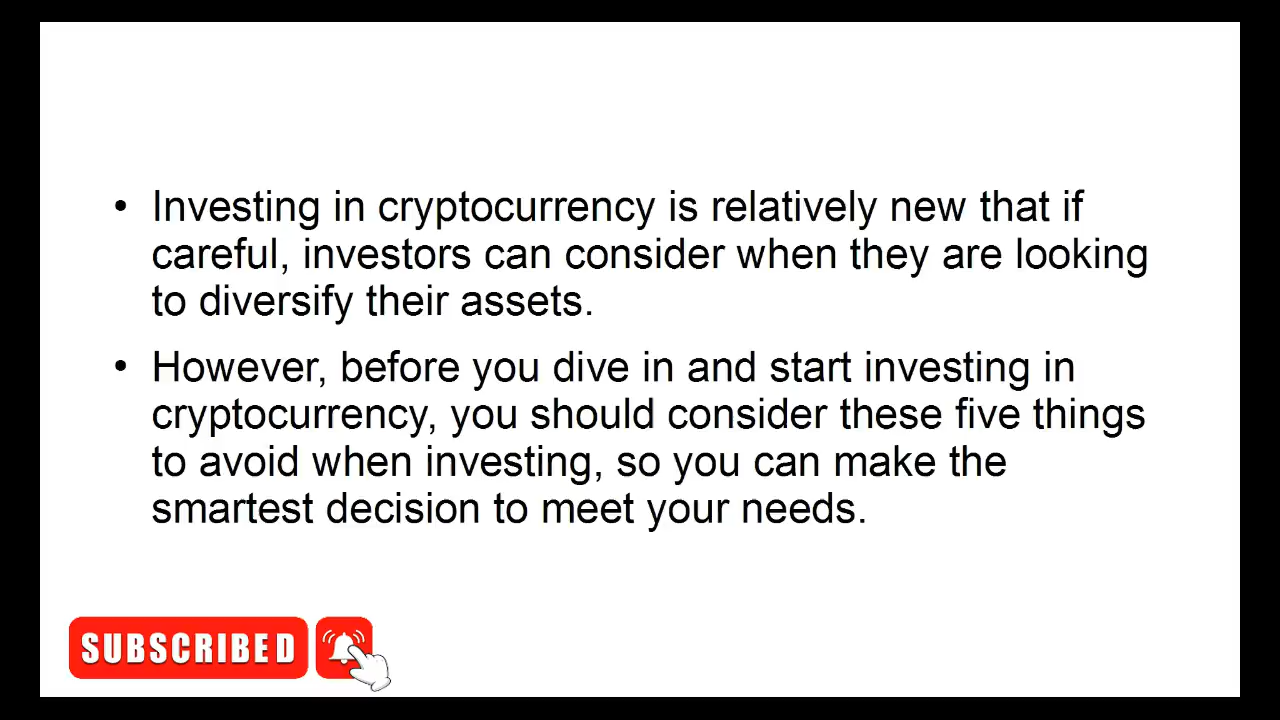 • Investing in cryptocurrency is relatively new that if
careful, investors can consider when they are looking
to diversify their assets.
• However, before you dive in and start investing in
cryptocurrency, you should consider these five things
to avoid when investing, so you can make the
smartest decision to meet your needs.
SUBSCRIBED